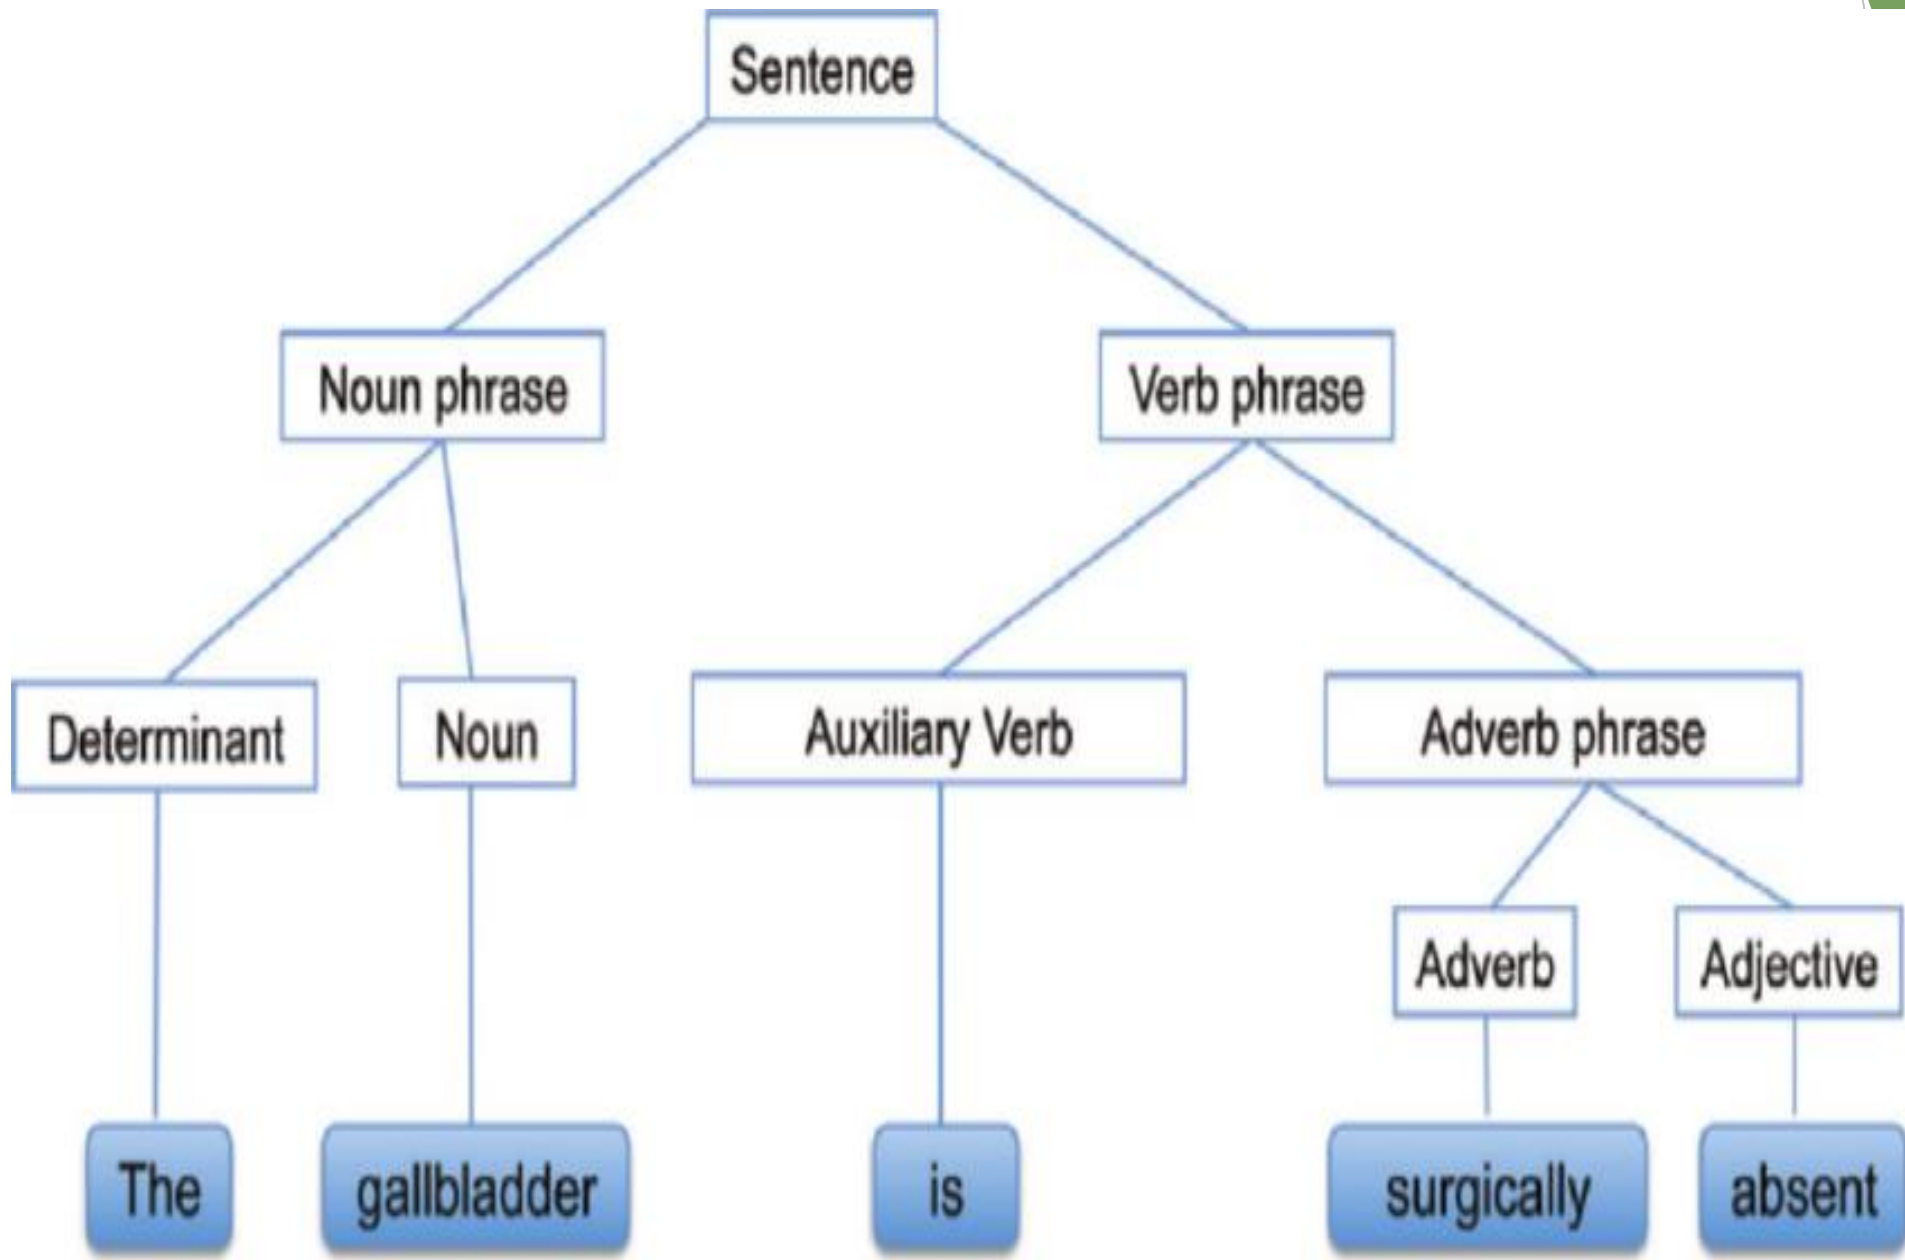 Sentence
Noun phrase
Verb phrase
Determinant
Noun
Auxiliary Verb
Adverb phrase
Adverb
Adjective
The
gallbladder
is
surgically
absent